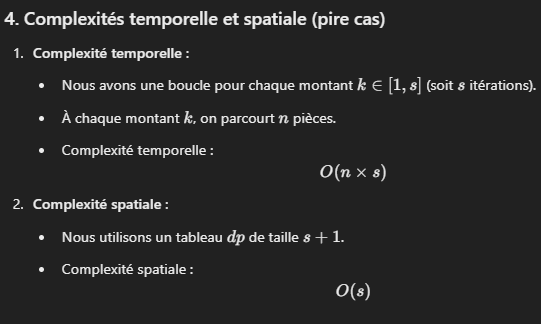 4. Complexités temporelle et spatiale (pire cas)
1. Complexité temporelle :
• Nous avons une boucle pour chaque montant k ∈ [1, s] (soit s itérations).
• À chaque montant k, on parcourt n pièces.
• Complexité temporelle :
O(n × s)
2. Complexité spatiale :
• Nous utilisons un tableau dp de taille s + 1.
• Complexité spatiale :
O(s)